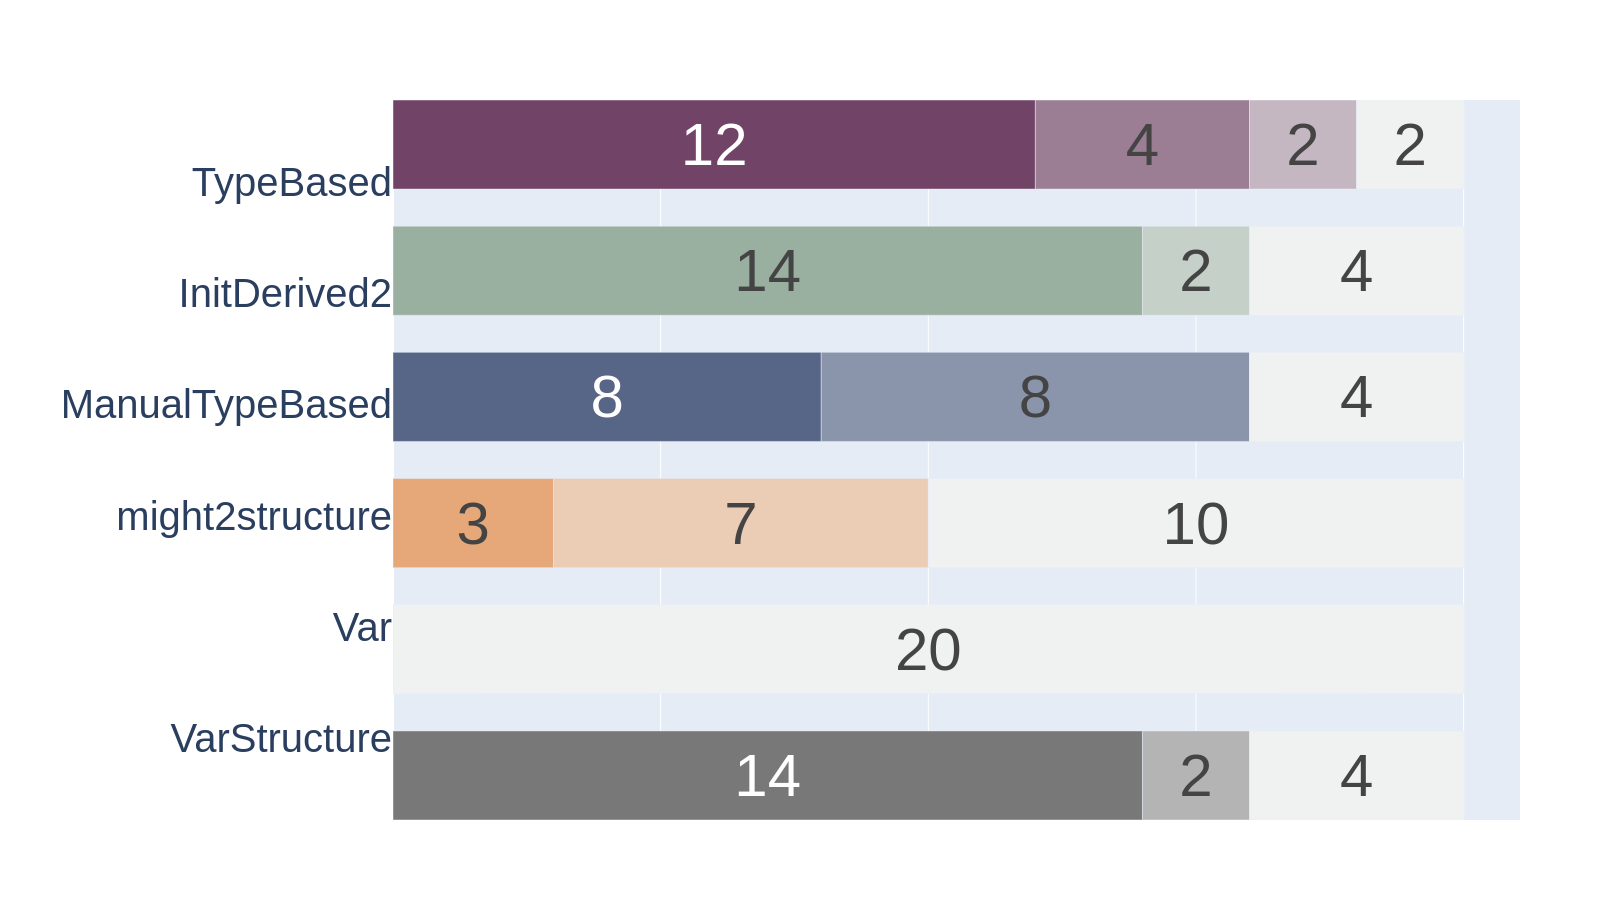 12 4 2 2
TypeBased
14 2 4
InitDerived2
8 8 4
ManualTypeBased
3 7 10
might2structure
20
Var
14 2 4
VarStructure